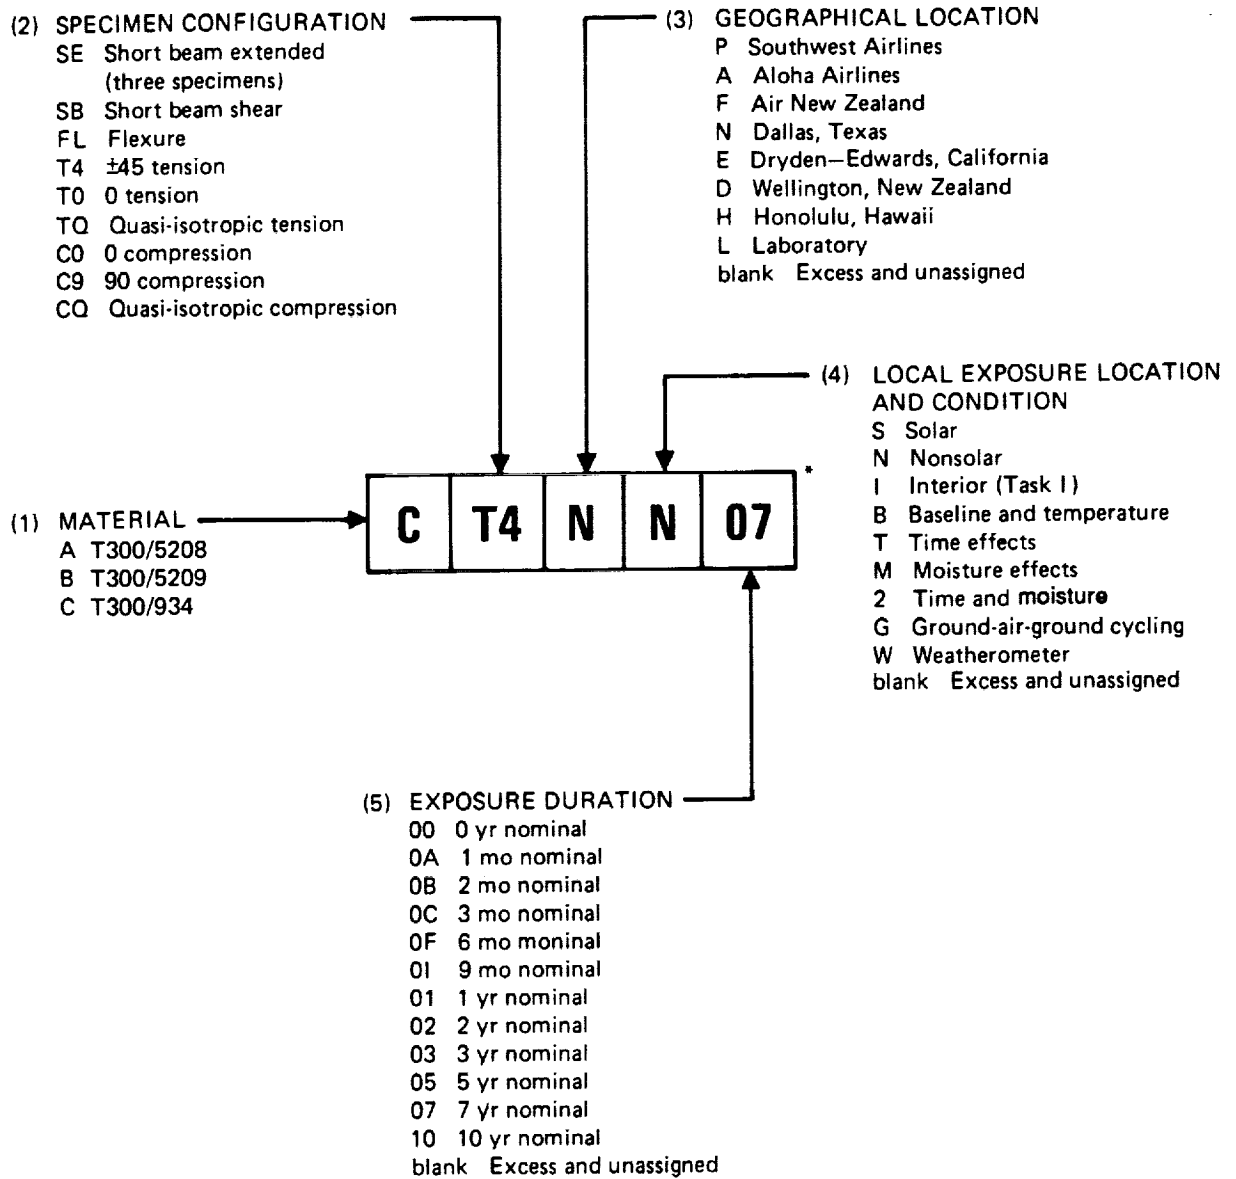 (2) SPECIMEN CONFIGURATION
SE Short beam extended
(three specimens)
SB Short beam shear
FL Flexure
T4 ±45 tension
T0 0 tension
TQ Quasi-isotropic tension
C0 0 compression
C9 90 compression
CQ Quasi-isotropic compression
(3) GEOGRAPHICAL LOCATION
P Southwest Airlines
A Aloha Airlines
F Air New Zealand
N Dallas, Texas
E Dryden—Edwards, California
D Wellington, New Zealand
H Honolulu, Hawaii
L Laboratory
blank Excess and unassigned
(4) LOCAL EXPOSURE LOCATION
AND CONDITION
S Solar
N Nonsolar
I Interior (Task I)
B Baseline and temperature
T Time effects
M Moisture effects
2 Time and moisture
G Ground-air-ground cycling
W Weatherometer
blank Excess and unassigned
(1) MATERIAL
A T300/5208
B T300/5209
C T300/934
C T4 N N 07 *
(5) EXPOSURE DURATION
00 0 yr nominal
0A 1 mo nominal
0B 2 mo nominal
0C 3 mo nominal
0F 6 mo moninal
0I 9 mo nominal
01 1 yr nominal
02 2 yr nominal
03 3 yr nominal
05 5 yr nominal
07 7 yr nominal
10 10 yr nominal
blank Excess and unassigned